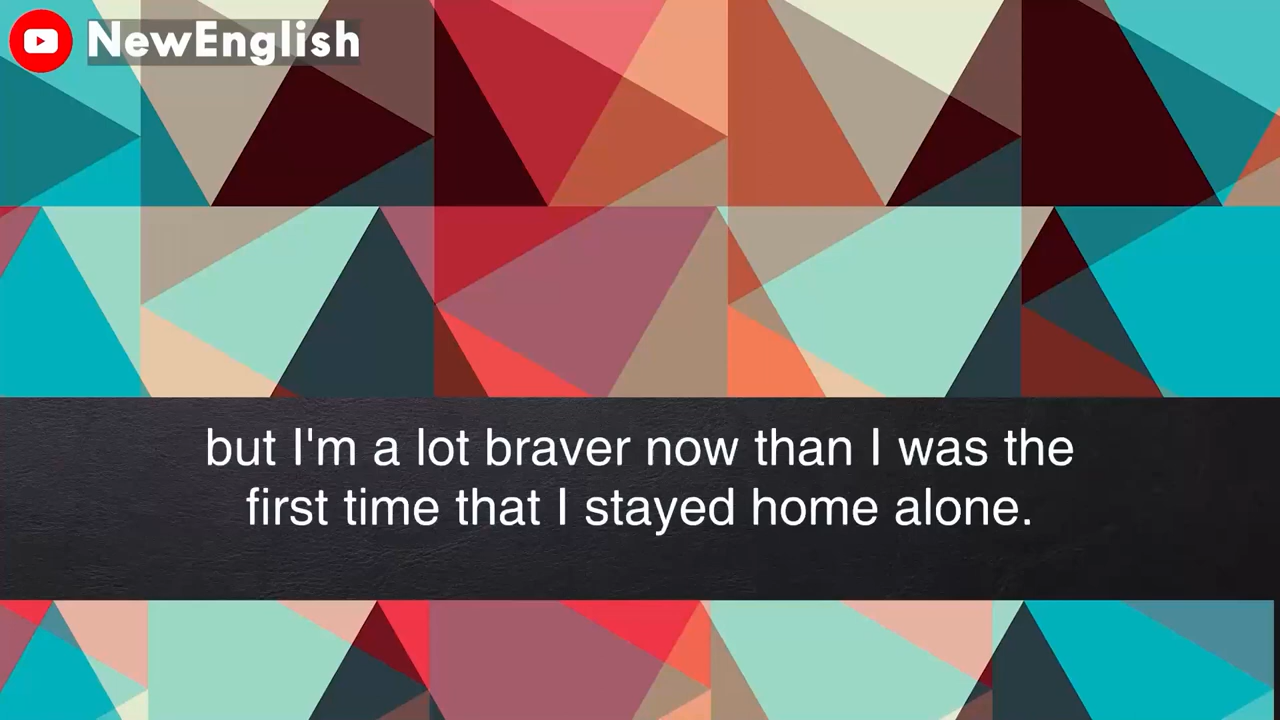 NewEnglish
but I'm a lot braver now than I was the
first time that I stayed home alone.